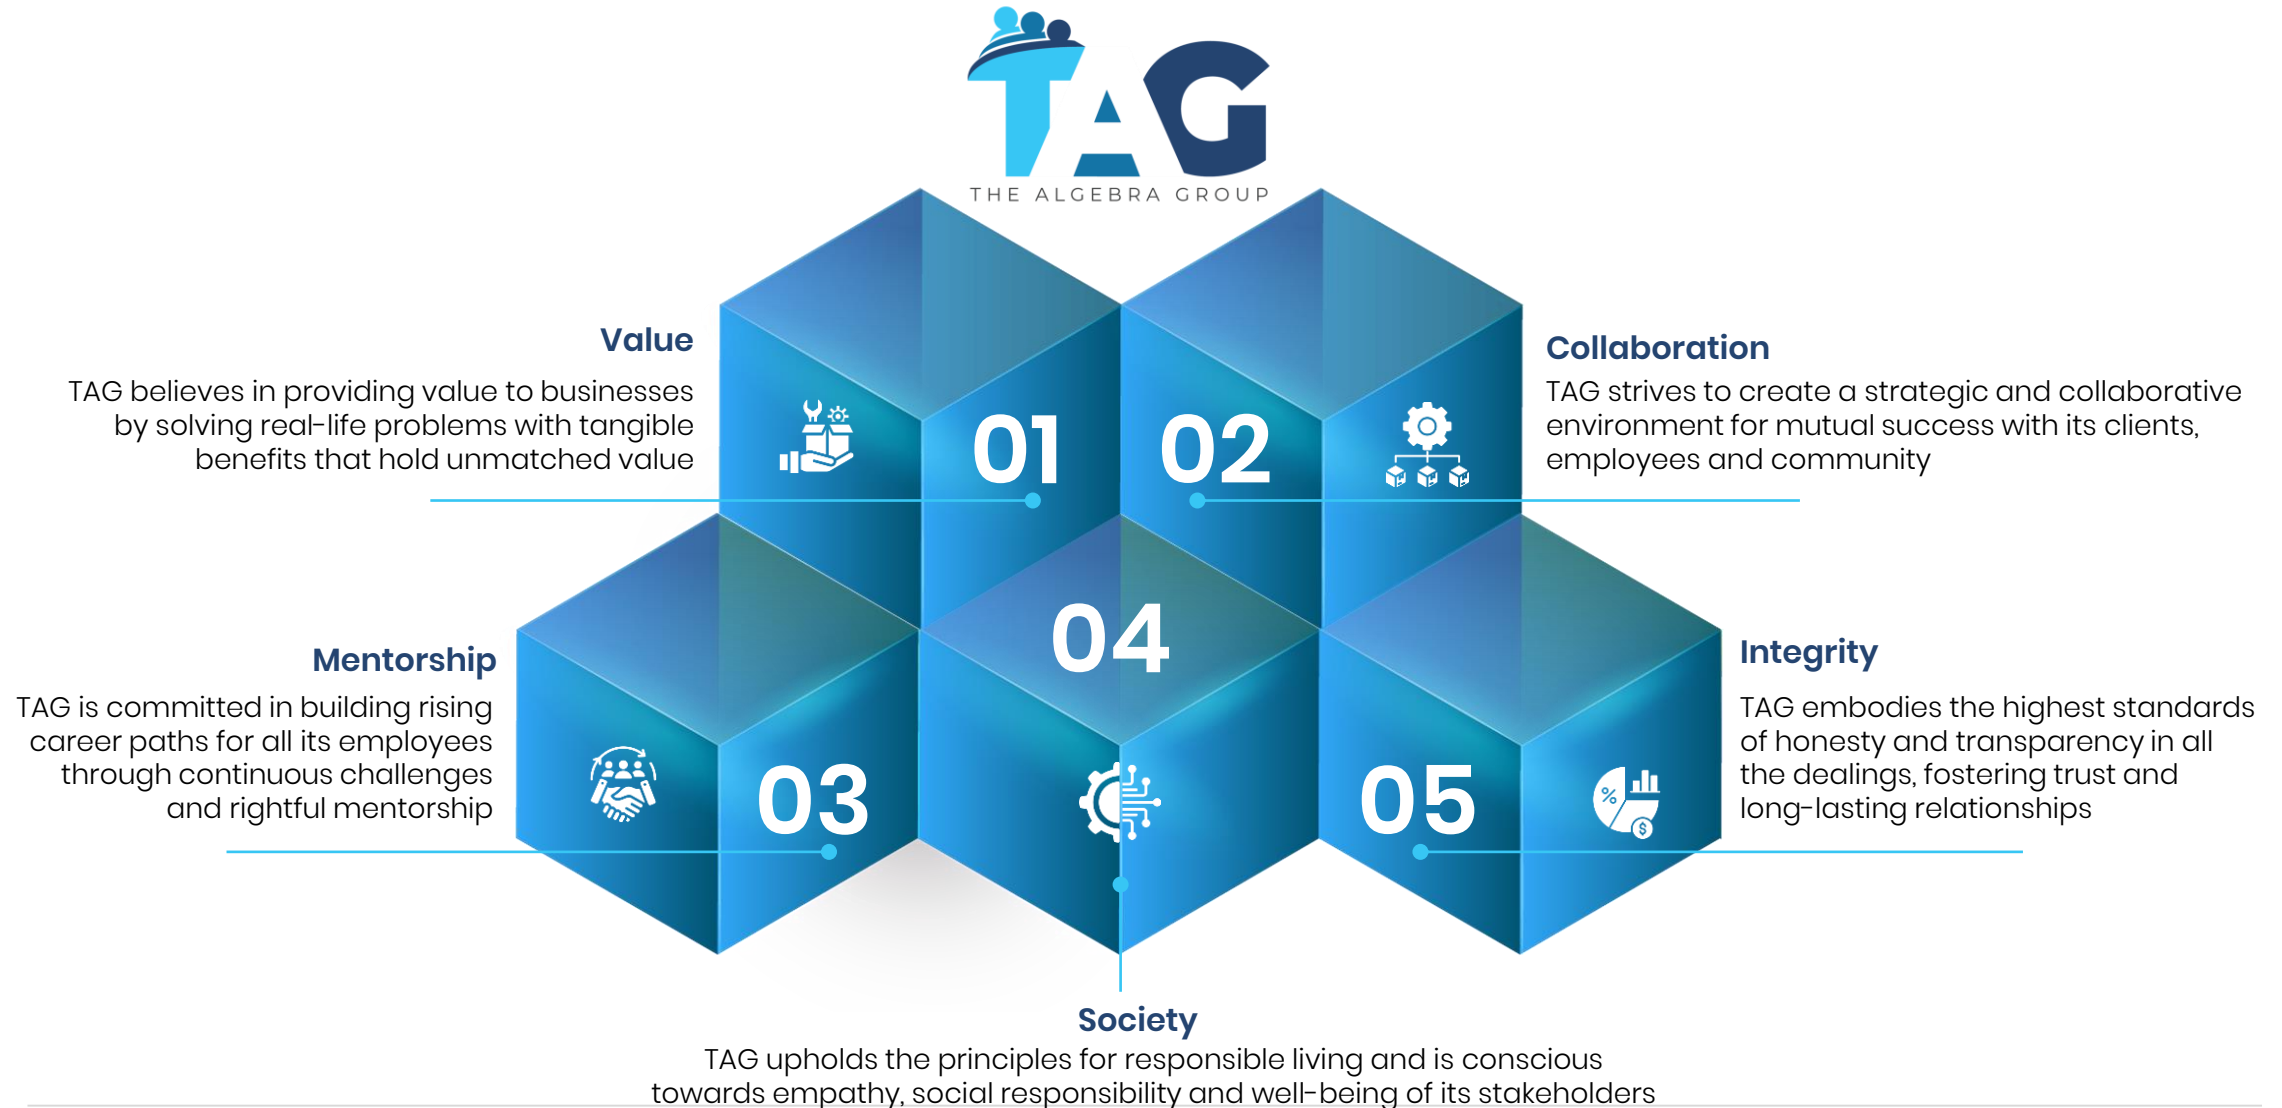 TAG
THE ALGEBRA GROUP
Value
TAG believes in providing value to businesses
by solving real-life problems with tangible
benefits that hold unmatched value
01
02
Collaboration
TAG strives to create a strategic and collaborative
environment for mutual success with its clients,
employees and community
Mentorship
TAG is committed in building rising
career paths for all its employees
through continuous challenges
and rightful mentorship
03
04
05
%
$
Integrity
TAG embodies the highest standards
of honesty and transparency in all
the dealings, fostering trust and
long-lasting relationships
Society
TAG upholds the principles for responsible living and is conscious
towards empathy, social responsibility and well-being of its stakeholders